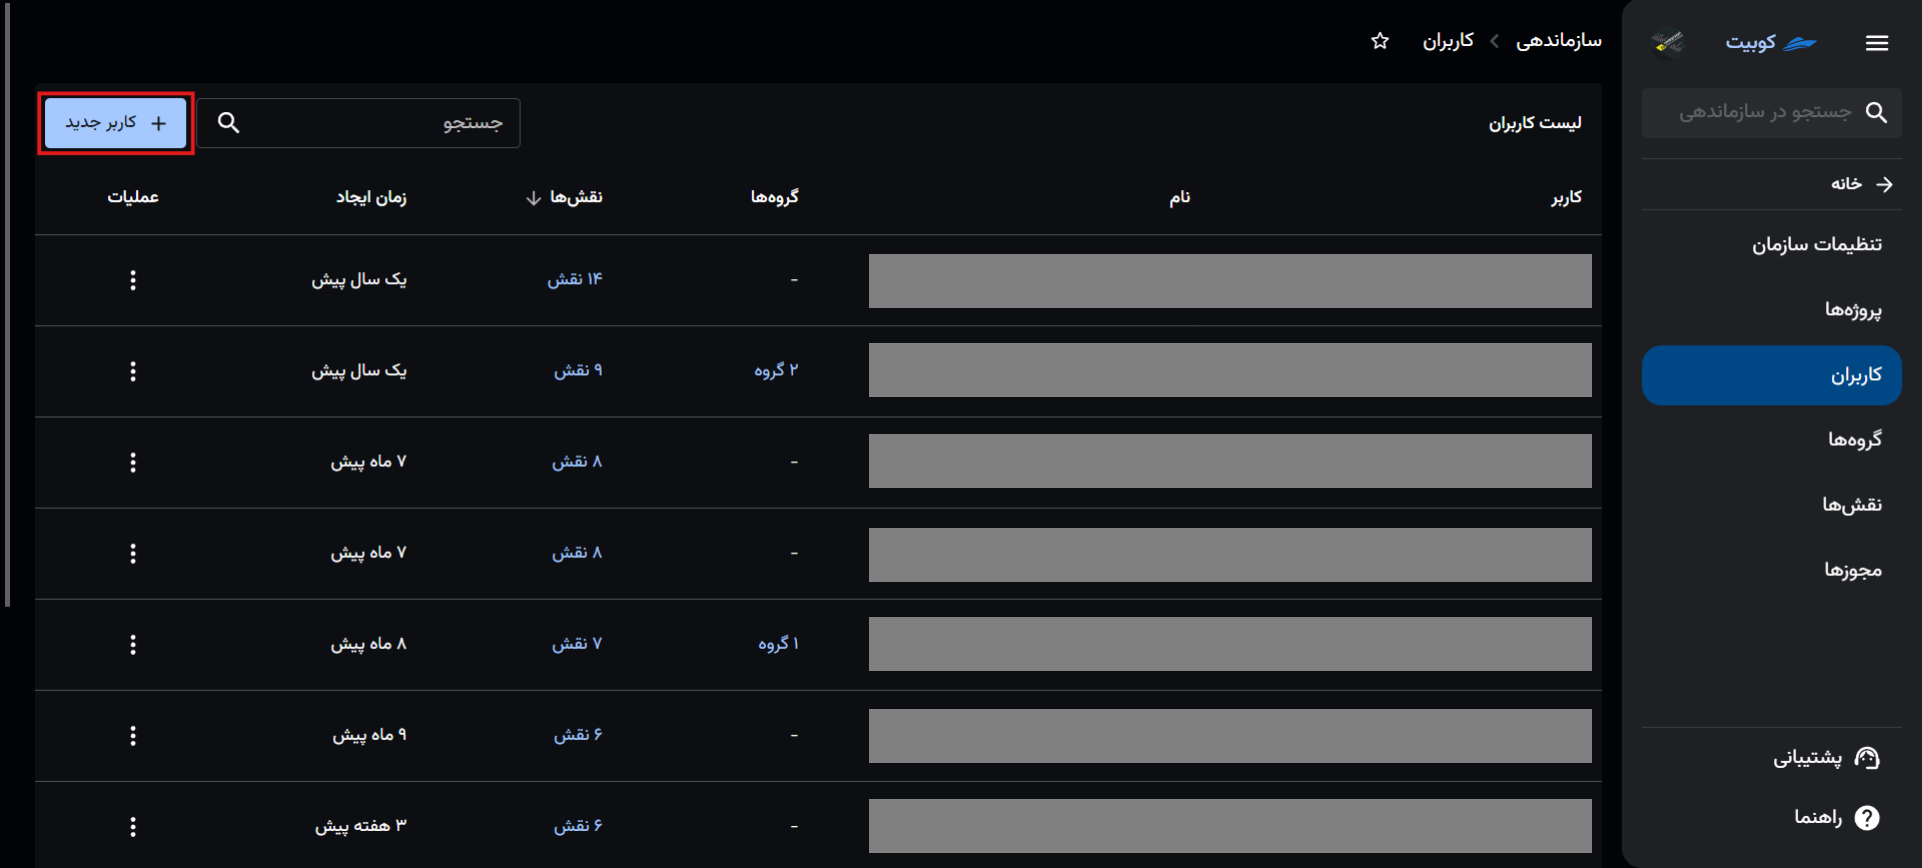 کوبیت
جستجو در سازماندهی
خانه
تنظیمات سازمان
پروژه‌ها
کاربران
گروه‌ها
نقش‌ها
مجوزها
پشتیبانی
راهنما
سازماندهی
کاربران
لیست کاربران
جستجو
کاربر جدید +
کاربر نام گروه‌ها نقش‌ها زمان ایجاد عملیات
- ۱۴ نقش یک سال پیش
۲ گروه ۹ نقش یک سال پیش
- ۸ نقش ۷ ماه پیش
- ۸ نقش ۷ ماه پیش
۱ گروه ۷ نقش ۸ ماه پیش
- ۶ نقش ۹ ماه پیش
- ۶ نقش ۳ هفته پیش